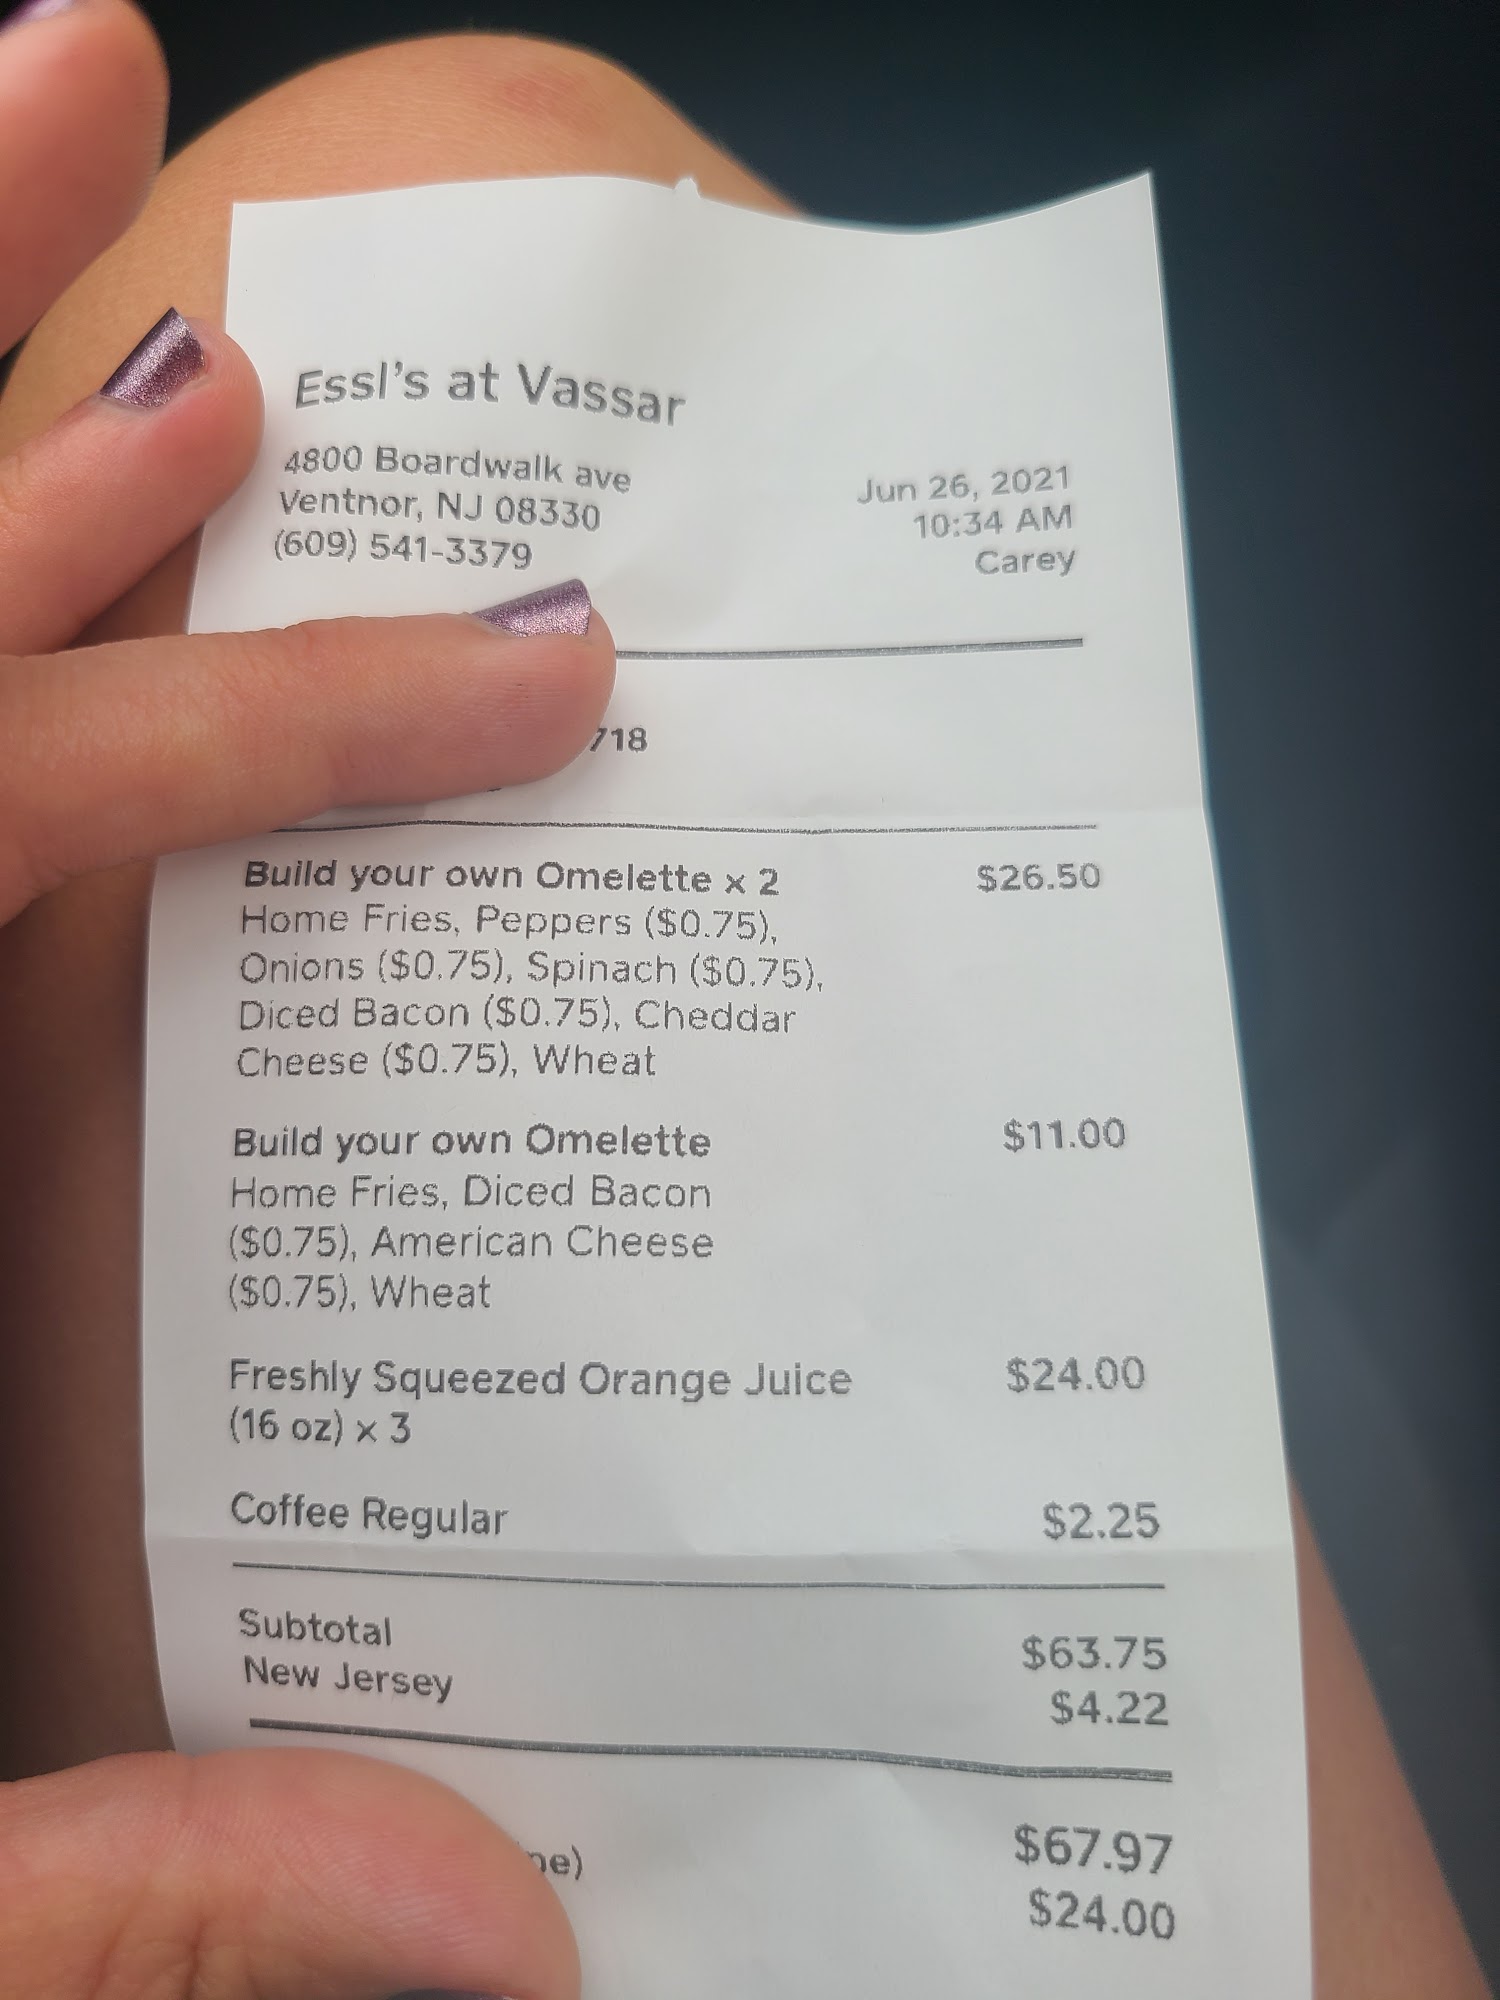 Essl's at Vassar
4800 Boardwalk ave
Ventnor, NJ 08330
(609) 541-3379
Jun 26, 2021
10:34 AM
Carey
718
Build your own Omelette x 2 $26.50
Home Fries, Peppers ($0.75),
Onions ($0.75), Spinach ($0.75),
Diced Bacon ($0.75), Cheddar
Cheese ($0.75), Wheat
Build your own Omelette $11.00
Home Fries, Diced Bacon
($0.75), American Cheese
($0.75), Wheat
Freshly Squeezed Orange Juice $24.00
(16 oz) x 3
Coffee Regular $2.25
Subtotal $63.75
New Jersey $4.22
$67.97
$24.00